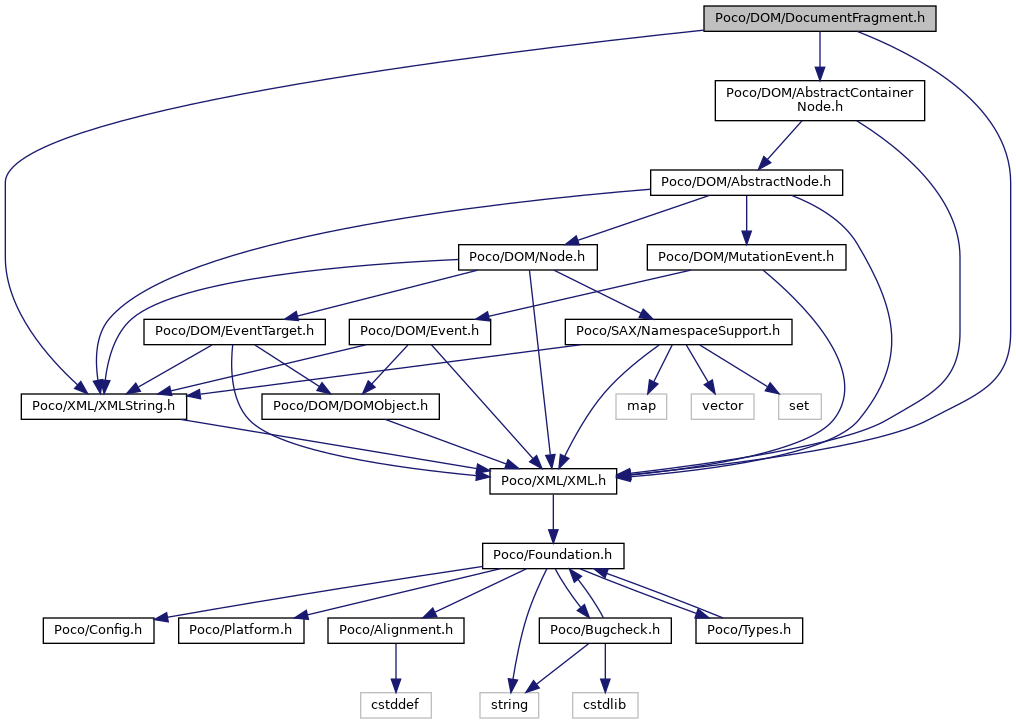 Poco/DOM/DocumentFragment.h
Poco/DOM/AbstractContainer
Node.h
Poco/DOM/AbstractNode.h
Poco/DOM/Node.h
Poco/DOM/MutationEvent.h
Poco/DOM/EventTarget.h
Poco/DOM/Event.h
Poco/SAX/NamespaceSupport.h
Poco/XML/XMLString.h
Poco/DOM/DOMObject.h
map
vector
set
Poco/XML/XML.h
Poco/Foundation.h
Poco/Config.h
Poco/Platform.h
Poco/Alignment.h
Poco/Bugcheck.h
Poco/Types.h
cstddef
string
cstdlib